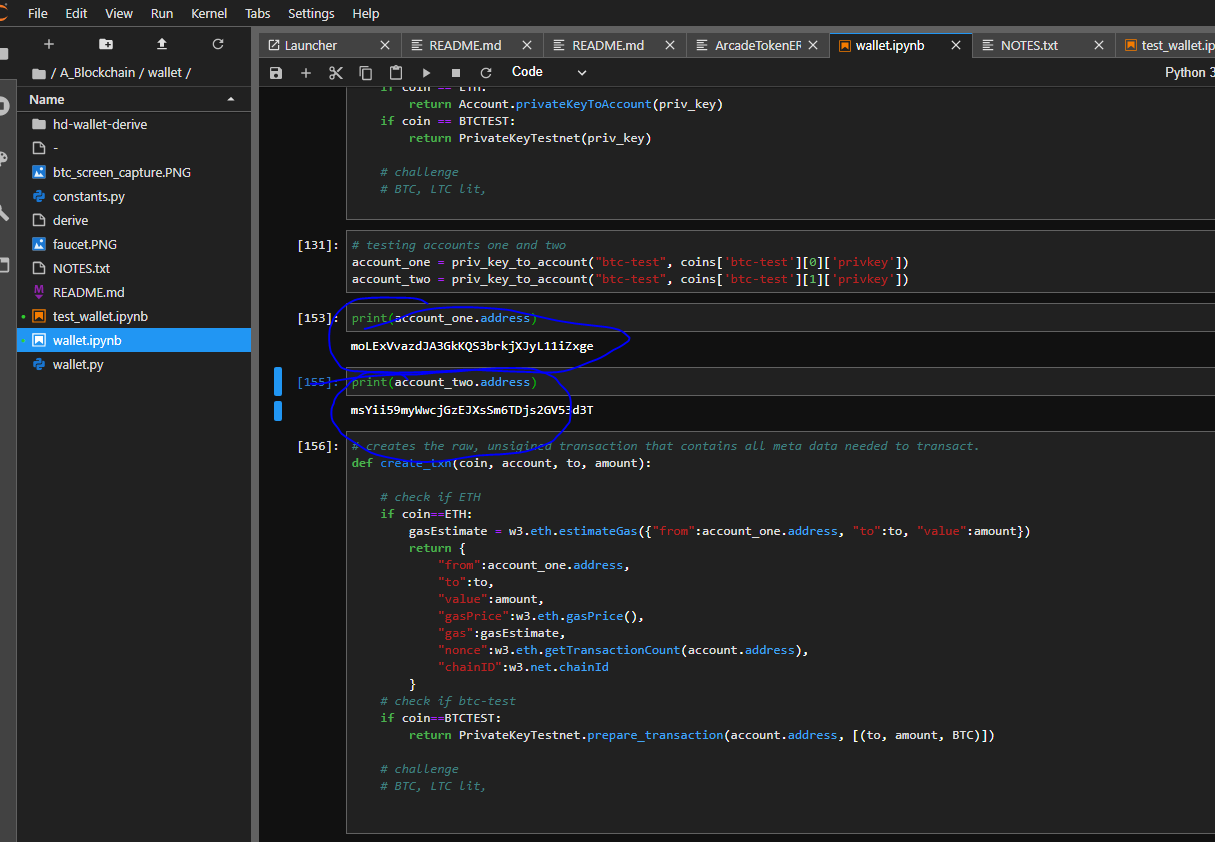 File Edit View Run Kernel Tabs Settings Help
Launcher README.md README.md ArcadeTokenER wallet.ipynb NOTES.txt test_wallet.ip
Code Python 3
/ A_Blockchain / wallet /
Name
hd-wallet-derive
-
btc_screen_capture.PNG
constants.py
derive
faucet.PNG
NOTES.txt
README.md
test_wallet.ipynb
wallet.ipynb
wallet.py
if coin == ETH:
return Account.privateKeyToAccount(priv_key)
if coin == BTCTEST:
return PrivateKeyTestnet(priv_key)
# challenge
# BTC, LTC lit,
[131]: # testing accounts one and two
account_one = priv_key_to_account("btc-test", coins['btc-test'][0]['privkey'])
account_two = priv_key_to_account("btc-test", coins['btc-test'][1]['privkey'])
[153]: print(account_one.address)
moLExVvazdJA3GkKQS3brkjXJyL11iZxge
[155]: print(account_two.address)
msYii59myWwcjGzEJXsSm6TDjs2GV53d3T
[156]: # creates the raw, unsigined transaction that contains all meta data needed to transact.
def create_txn(coin, account, to, amount):
# check if ETH
if coin==ETH:
gasEstimate = w3.eth.estimateGas({"from":account_one.address, "to":to, "value":amount})
return {
"from":account_one.address,
"to":to,
"value":amount,
"gasPrice":w3.eth.gasPrice(),
"gas":gasEstimate,
"nonce":w3.eth.getTransactionCount(account.address),
"chainID":w3.net.chainId
}
# check if btc-test
if coin==BTCTEST:
return PrivateKeyTestnet.prepare_transaction(account.address, [(to, amount, BTC)])
# challenge
# BTC, LTC lit,